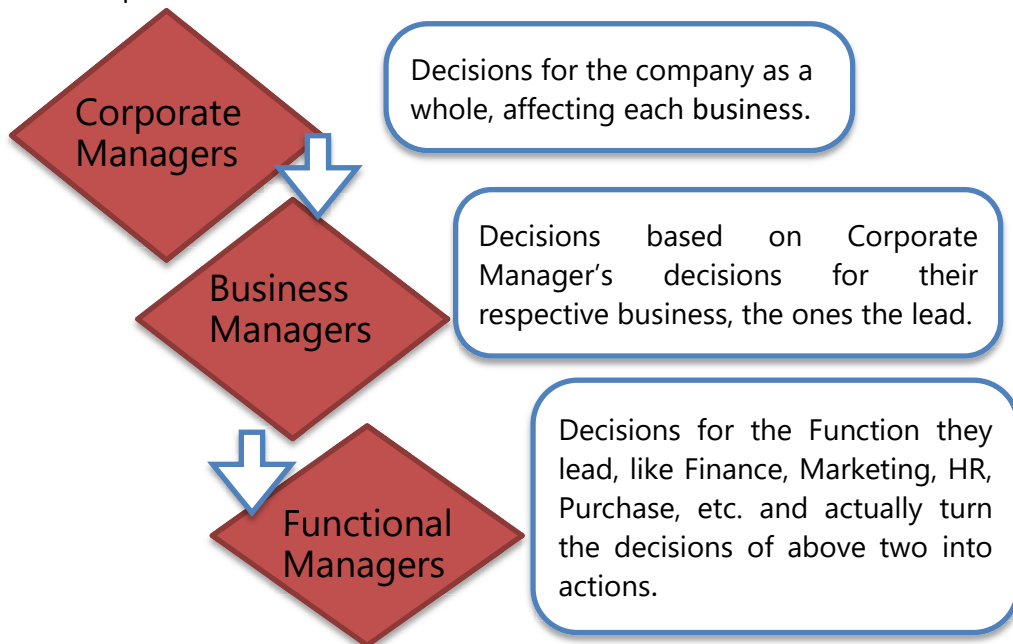 Corporate
Managers
Decisions for the company as a
whole, affecting each business.
Business
Managers
Decisions based on Corporate
Manager’s decisions for their
respective business, the ones the lead.
Functional
Managers
Decisions for the Function they
lead, like Finance, Marketing, HR,
Purchase, etc. and actually turn
the decisions of above two into
actions.